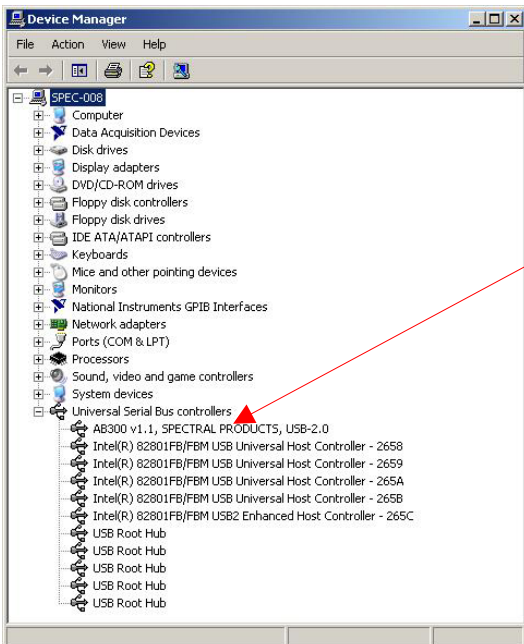 Device Manager
File Action View Help
SPEC-008
Computer
Data Acquisition Devices
Disk drives
Display adapters
DVD/CD-ROM drives
Floppy disk controllers
Floppy disk drives
IDE ATA/ATAPI controllers
Keyboards
Mice and other pointing devices
Monitors
National Instruments GPIB Interfaces
Network adapters
Ports (COM & LPT)
Processors
Sound, video and game controllers
System devices
Universal Serial Bus controllers
AB300 v1.1, SPECTRAL PRODUCTS, USB-2.0
Intel(R) 82801FB/FBM USB Universal Host Controller - 2658
Intel(R) 82801FB/FBM USB Universal Host Controller - 2659
Intel(R) 82801FB/FBM USB Universal Host Controller - 265A
Intel(R) 82801FB/FBM USB Universal Host Controller - 265B
Intel(R) 82801FB/FBM USB2 Enhanced Host Controller - 265C
USB Root Hub
USB Root Hub
USB Root Hub
USB Root Hub